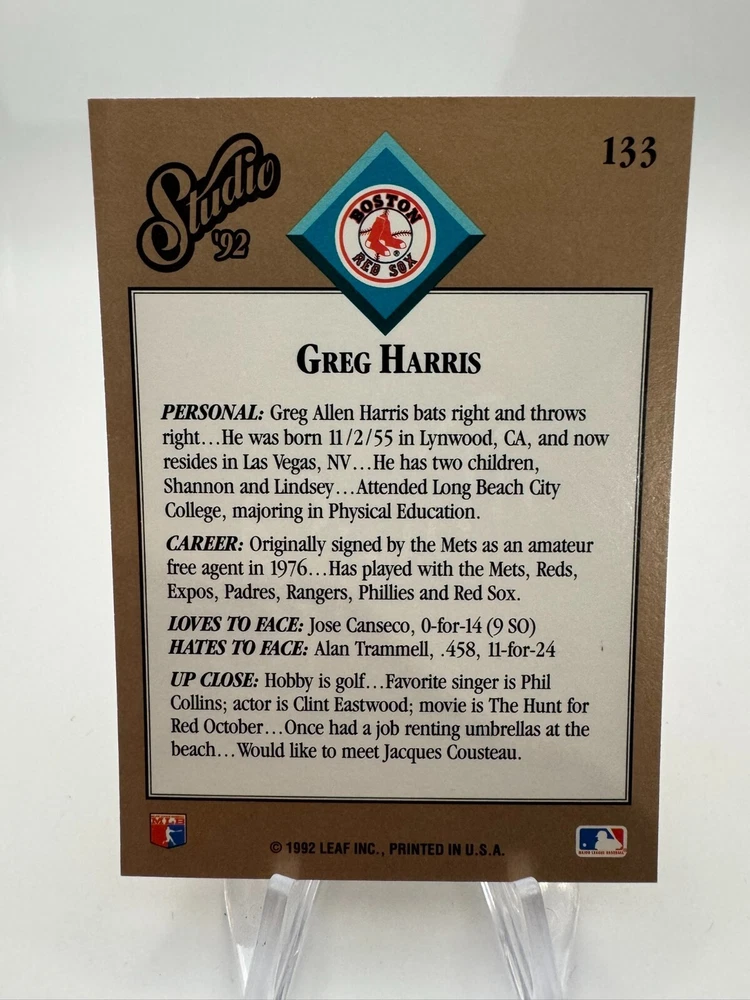 Studio
'92
133
BOSTON
RED SOX
®
GREG HARRIS
PERSONAL: Greg Allen Harris bats right and throws
right...He was born 11/2/55 in Lynwood, CA, and now
resides in Las Vegas, NV...He has two children,
Shannon and Lindsey...Attended Long Beach City
College, majoring in Physical Education.
CAREER: Originally signed by the Mets as an amateur
free agent in 1976...Has played with the Mets, Reds,
Expos, Padres, Rangers, Phillies and Red Sox.
LOVES TO FACE: Jose Canseco, 0-for-14 (9 SO)
HATES TO FACE: Alan Trammell, .458, 11-for-24
UP CLOSE: Hobby is golf...Favorite singer is Phil
Collins; actor is Clint Eastwood; movie is The Hunt for
Red October...Once had a job renting umbrellas at the
beach...Would like to meet Jacques Cousteau.
MLB
© 1992 LEAF INC., PRINTED IN U.S.A.
MAJOR LEAGUE BASEBALL